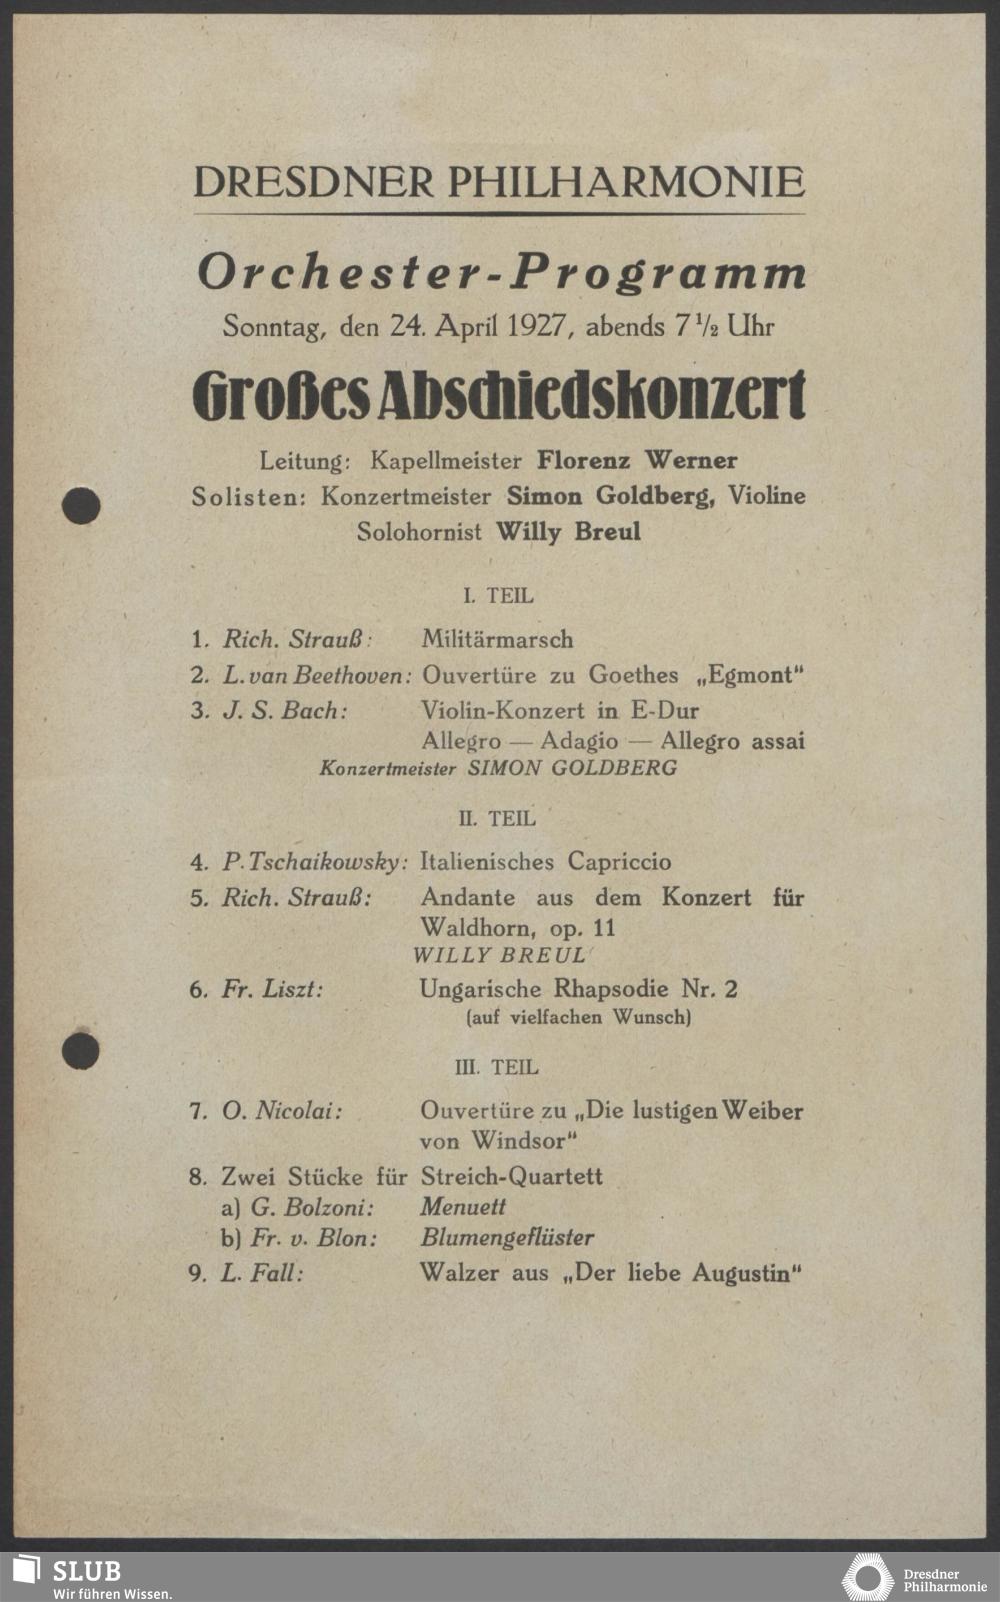 DRESDNER PHILHARMONIE
Orchester-Programm
Sonntag, den 24. April 1927, abends 7 1/2 Uhr
Großes Abschiedskonzert
Leitung: Kapellmeister Florenz Werner
Solisten: Konzertmeister Simon Goldberg, Violine
Solohornist Willy Breul
I. TEIL
1. Rich. Strauß: Militärmarsch
2. L. van Beethoven: Ouvertüre zu Goethes „Egmont“
3. J. S. Bach: Violin-Konzert in E-Dur
Allegro — Adagio — Allegro assai
Konzertmeister SIMON GOLDBERG
II. TEIL
4. P. Tschaikowsky: Italienisches Capriccio
5. Rich. Strauß: Andante aus dem Konzert für
Waldhorn, op. 11
WILLY BREUL
6. Fr. Liszt: Ungarische Rhapsodie Nr. 2
(auf vielfachen Wunsch)
III. TEIL
7. O. Nicolai: Ouvertüre zu „Die lustigen Weiber
von Windsor“
8. Zwei Stücke für Streich-Quartett
a) G. Bolzoni: Menuett
b) Fr. v. Blon: Blumengeflüster
9. L. Fall: Walzer aus „Der liebe Augustin“
SLUB
Wir führen Wissen.
Dresdner
Philharmonie